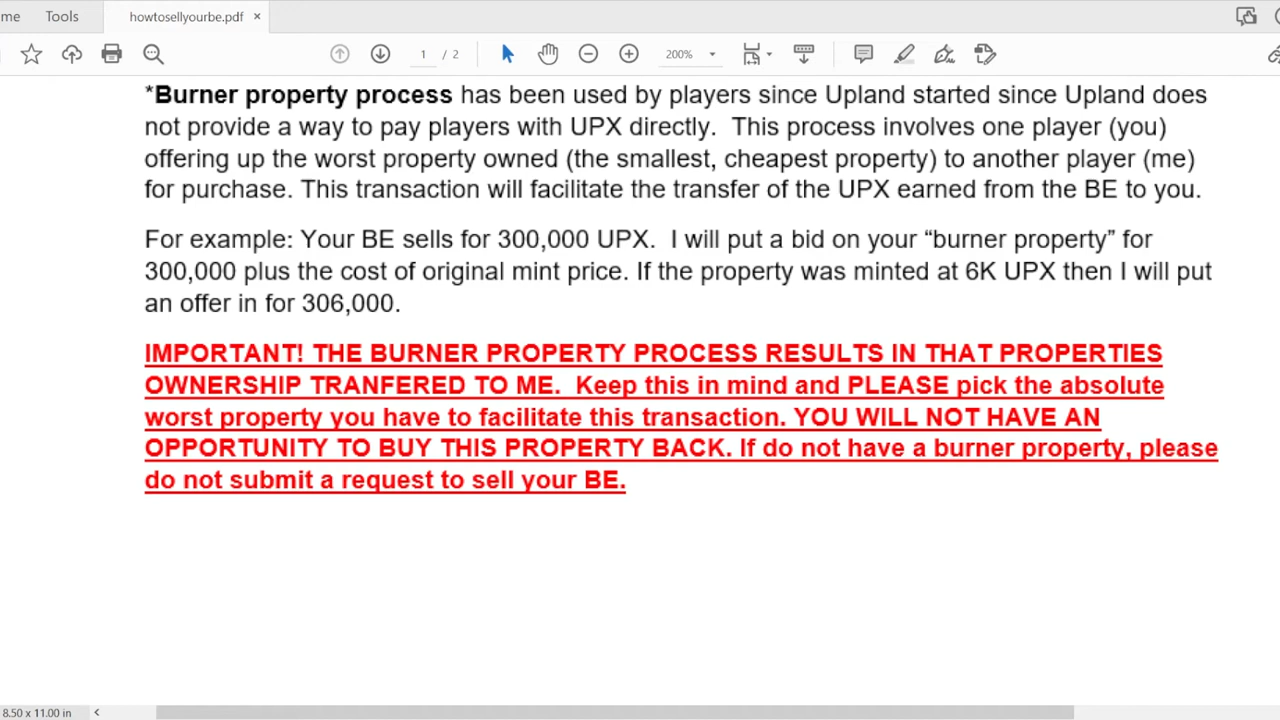 me
Tools
howtosellyourbe.pdf ×
1 / 2
200%
*Burner property process has been used by players since Upland started since Upland does
not provide a way to pay players with UPX directly.  This process involves one player (you)
offering up the worst property owned (the smallest, cheapest property) to another player (me)
for purchase. This transaction will facilitate the transfer of the UPX earned from the BE to you.
For example: Your BE sells for 300,000 UPX.  I will put a bid on your “burner property” for
300,000 plus the cost of original mint price. If the property was minted at 6K UPX then I will put
an offer in for 306,000.
IMPORTANT! THE BURNER PROPERTY PROCESS RESULTS IN THAT PROPERTIES
OWNERSHIP TRANFERED TO ME.  Keep this in mind and PLEASE pick the absolute
worst property you have to facilitate this transaction. YOU WILL NOT HAVE AN
OPPORTUNITY TO BUY THIS PROPERTY BACK. If do not have a burner property, please
do not submit a request to sell your BE.
8.50 x 11.00 in